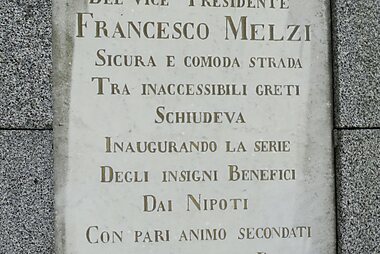 DEL VICE PRESIDENTE
FRANCESCO MELZI
SICURA E COMODA STRADA
TRA INACCESSIBILI GRETI
SCHIUDEVA
INAUGURANDO LA SERIE
DEGLI INSIGNI BENEFICI
DAI NIPOTI
CON PARI ANIMO SECONDATI